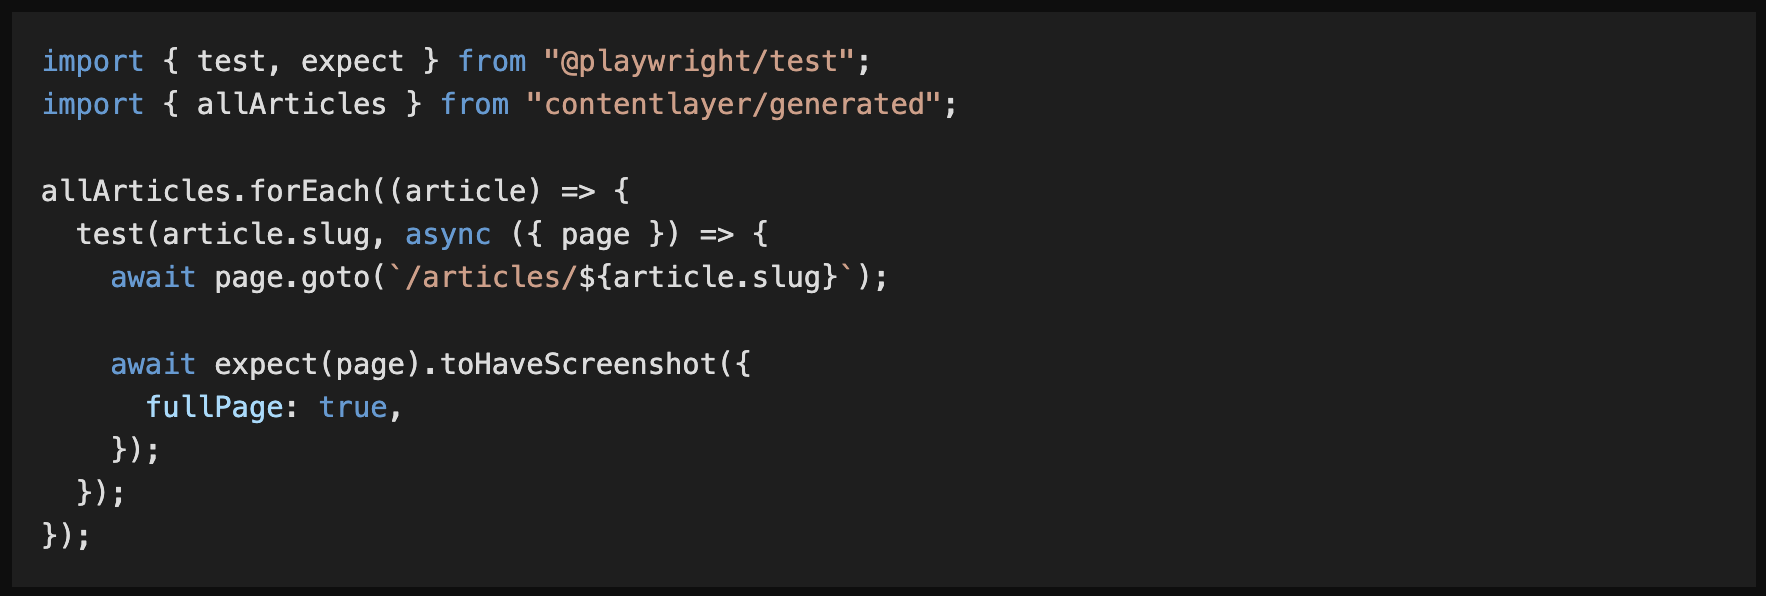 import { test, expect } from "@playwright/test";
import { allArticles } from "contentlayer/generated";

allArticles.forEach((article) => {
  test(article.slug, async ({ page }) => {
    await page.goto(`/articles/${article.slug}`);

    await expect(page).toHaveScreenshot({
      fullPage: true,
    });
  });
});